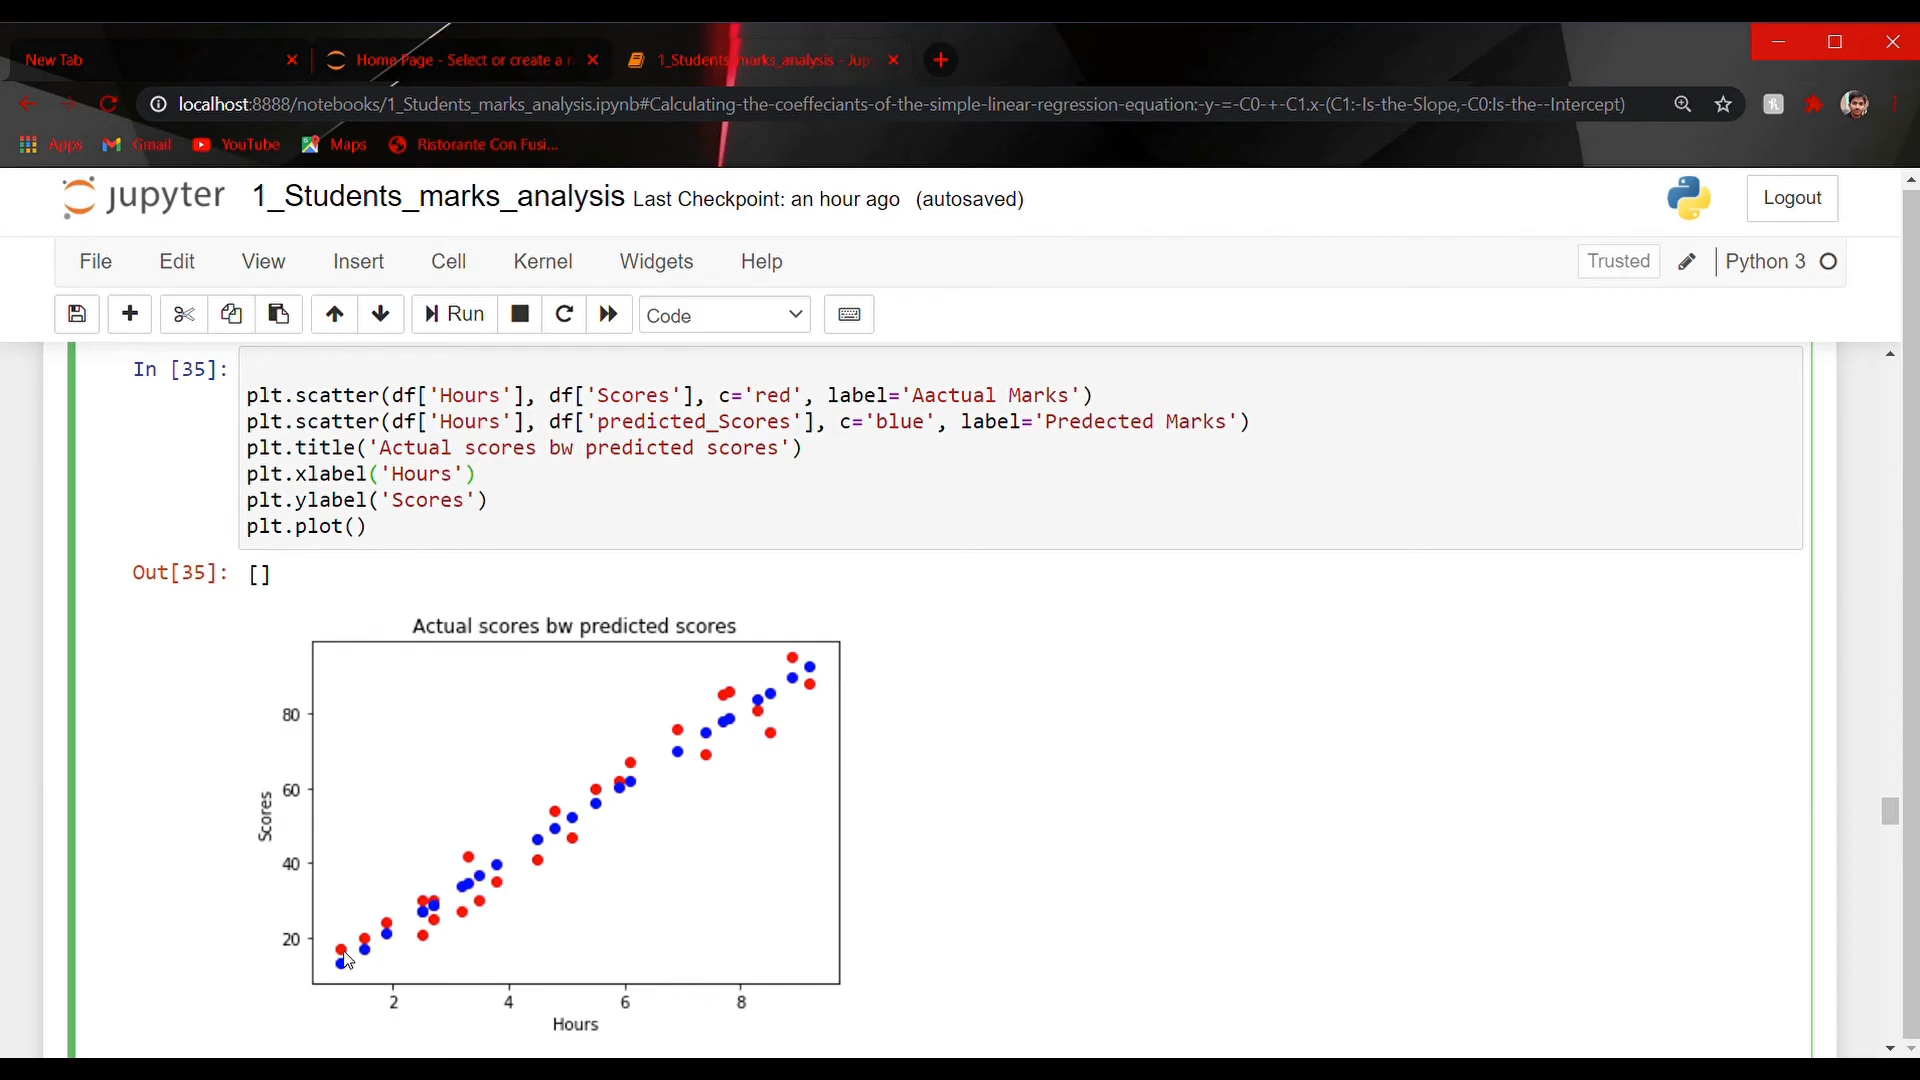 New Tab
Home Page - Select or create a n
1_Students_marks_analysis - Jup
localhost:8888/notebooks/1_Students_marks_analysis.ipynb#Calculating-the-coeffeciants-of-the-simple-linear-regression-equation:-y-=-C0-+-C1.x-(C1:-Is-the-Slope,-C0:Is-the--Intercept)
Apps Gmail YouTube Maps Ristorante Con Fusi...
jupyter 1_Students_marks_analysis Last Checkpoint: an hour ago (autosaved)
Logout
File Edit View Insert Cell Kernel Widgets Help Trusted Python 3
Run Code
In [35]:
plt.scatter(df['Hours'], df['Scores'], c='red', label='Aactual Marks')
plt.scatter(df['Hours'], df['predicted_Scores'], c='blue', label='Predected Marks')
plt.title('Actual scores bw predicted scores')
plt.xlabel('Hours')
plt.ylabel('Scores')
plt.plot()
Out[35]: []
Actual scores bw predicted scores
80
60
40
20
Scores
2 4 6 8
Hours